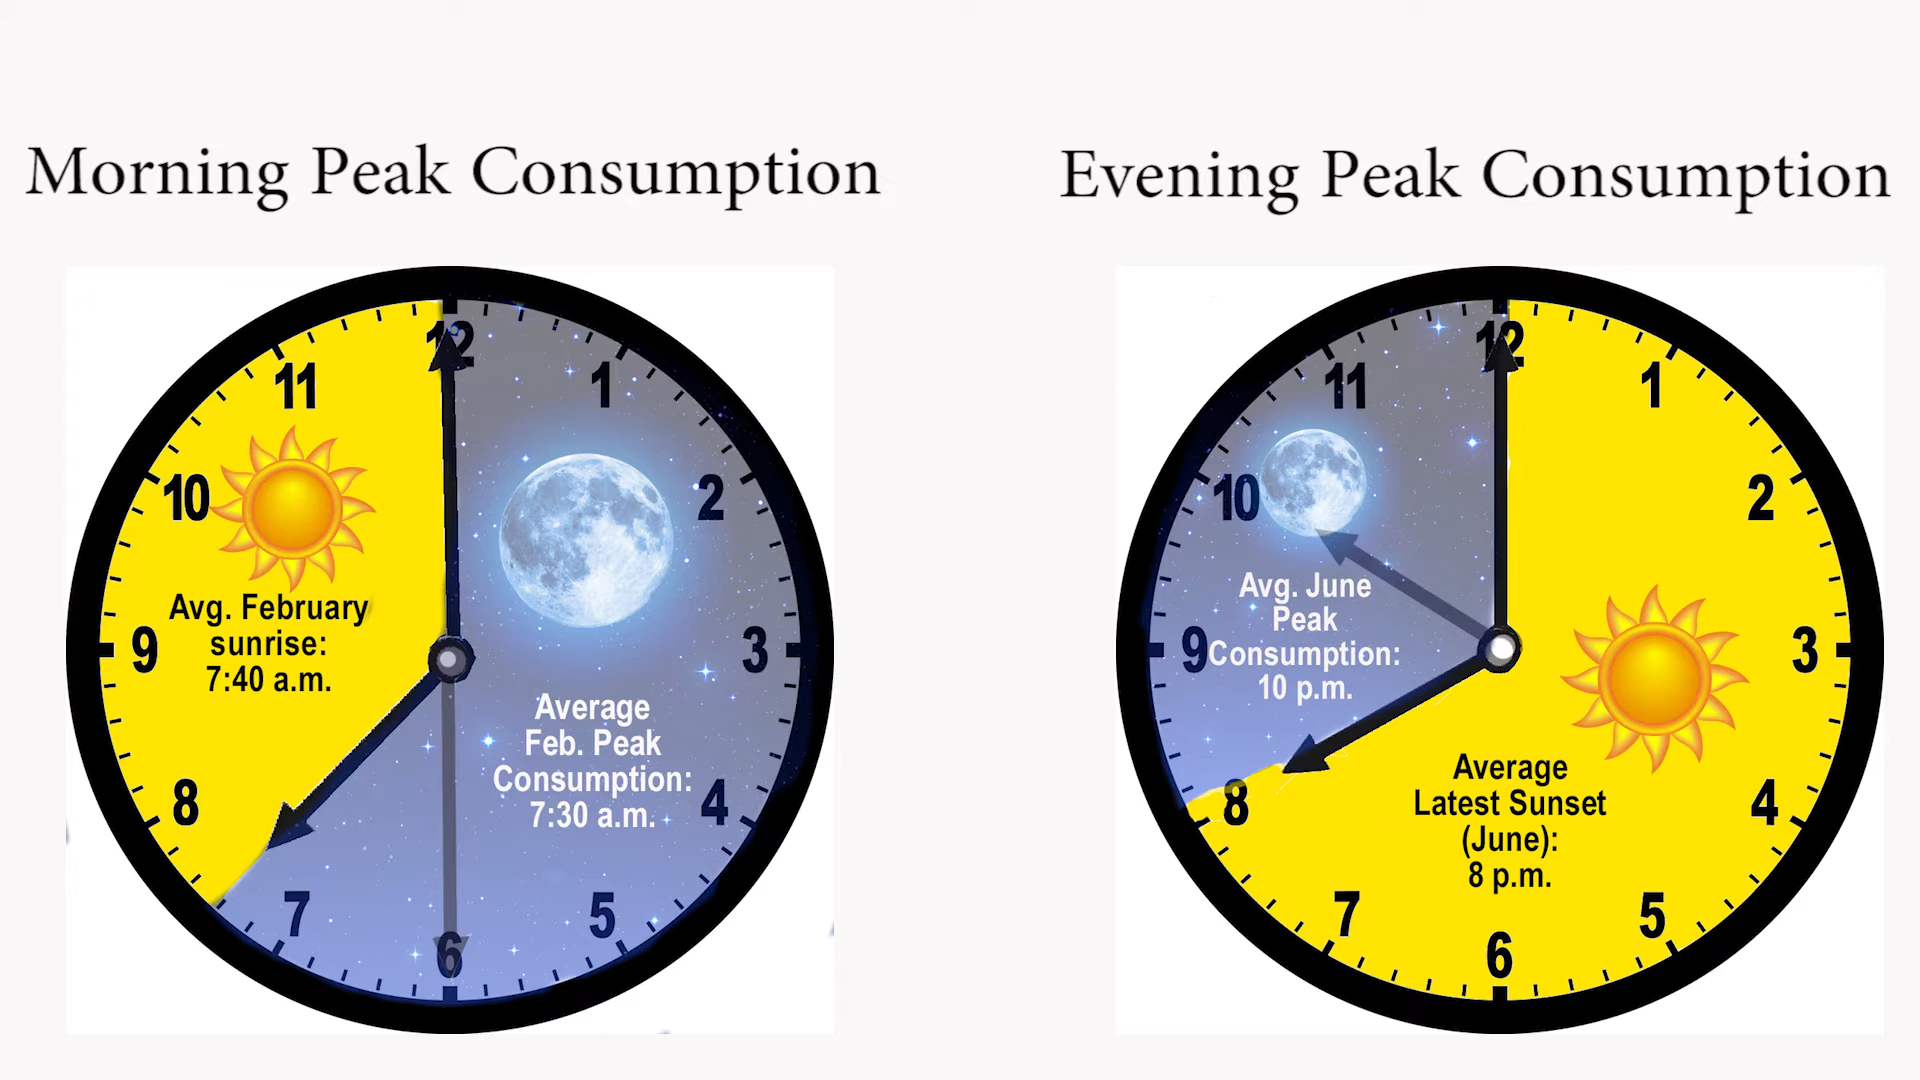 Morning Peak Consumption
12
1
2
3
4
5
6
7
8
9
10
11
Avg. February
sunrise:
7:40 a.m.
Average
Feb. Peak
Consumption:
7:30 a.m.
Evening Peak Consumption
12
1
2
3
4
5
6
7
8
9
10
11
Avg. June
Peak
Consumption:
10 p.m.
Average
Latest Sunset
(June):
8 p.m.